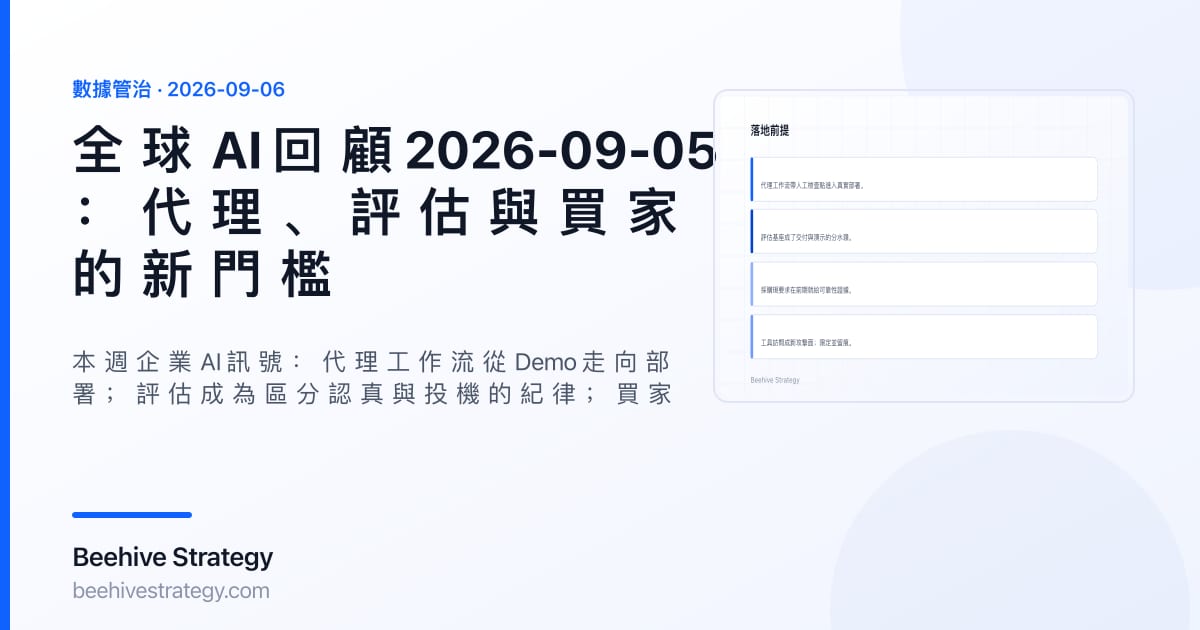 數據管治 · 2026-09-06
全球AI回顧2026-09-05
：代理、評估與買家
的新門檻
本週企業AI訊號：代理工作流從Demo走向部
署；評估成為區分認真與投機的紀律；買家
Beehive Strategy
beehivestrategy.com
落地前提
代理工作流帶人工檢查點進入真實部署。
評估基座成了交付與演示的分水嶺。
採購現要求在前期就給可靠性證據。
工具訪問成新攻擊面：限定並留痕。
Beehive Strategy